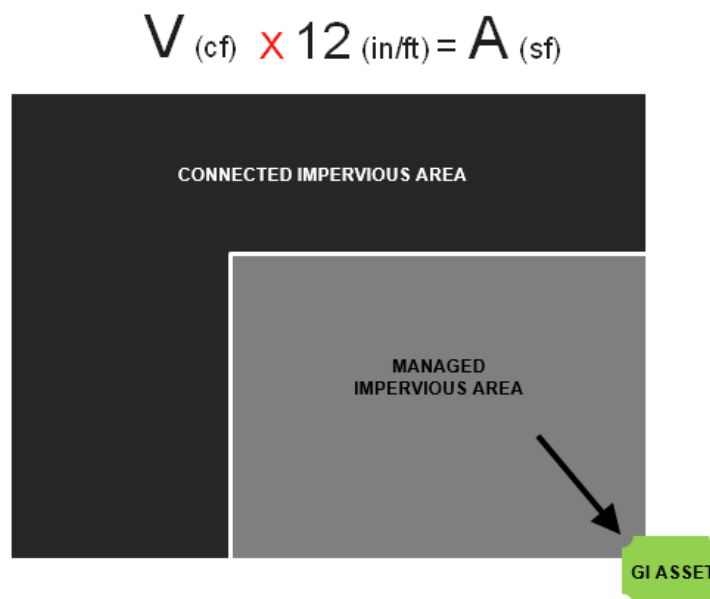 V (cf) x 12 (in/ft) = A (sf)
CONNECTED IMPERVIOUS AREA
MANAGED
IMPERVIOUS AREA
GI ASSET